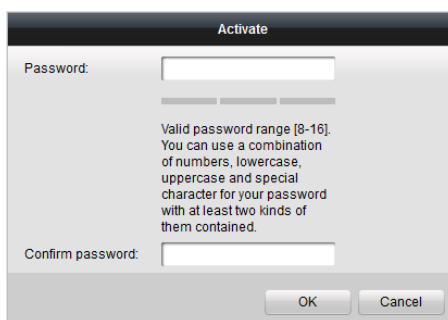 Activate
Password:
Valid password range [8-16].
You can use a combination
of numbers, lowercase,
uppercase and special
character for your password
with at least two kinds of
them contained.
Confirm password:
OK Cancel